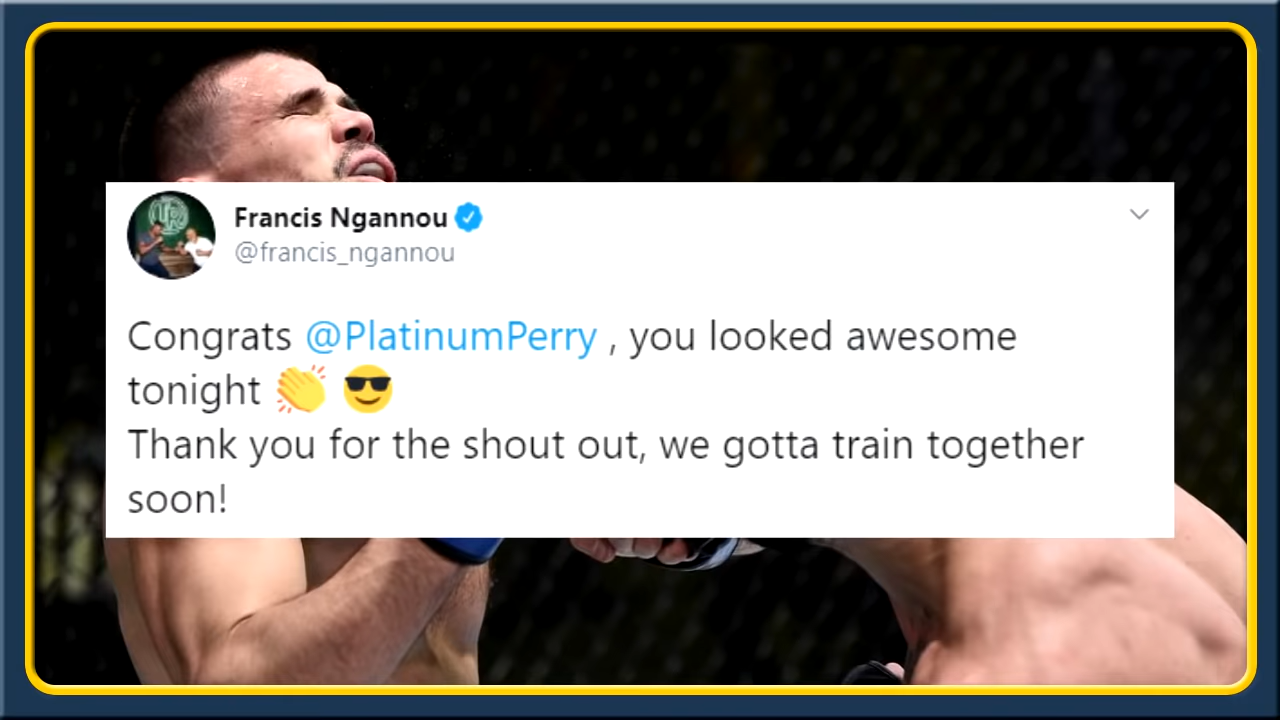 Francis Ngannou
@francis_ngannou
Congrats @PlatinumPerry , you looked awesome
tonight 👏 😎
Thank you for the shout out, we gotta train together
soon!